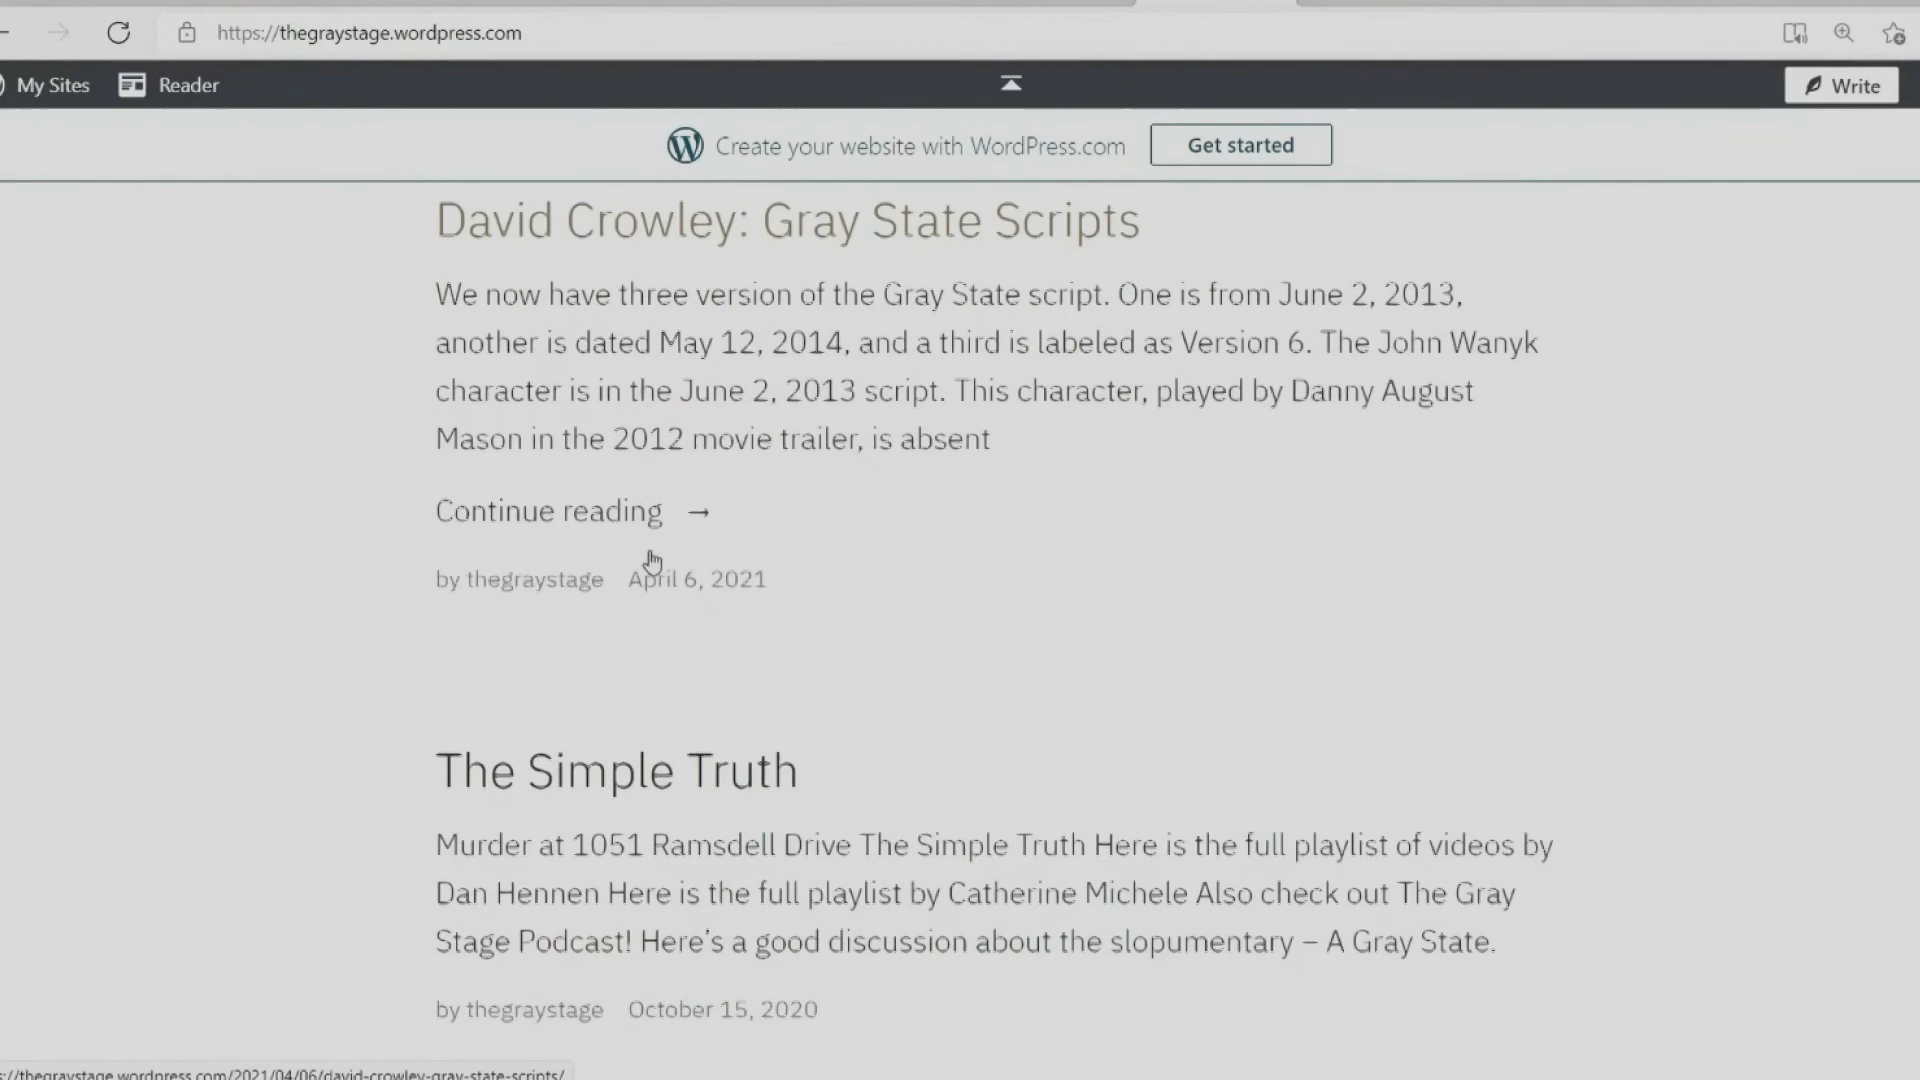 https://thegraystage.wordpress.com
My Sites
Reader
Write
Create your website with WordPress.com
Get started
David Crowley: Gray State Scripts
We now have three version of the Gray State script. One is from June 2, 2013,
another is dated May 12, 2014, and a third is labeled as Version 6. The John Wanyk
character is in the June 2, 2013 script. This character, played by Danny August
Mason in the 2012 movie trailer, is absent
Continue reading →
by thegraystage April 6, 2021
The Simple Truth
Murder at 1051 Ramsdell Drive The Simple Truth Here is the full playlist of videos by
Dan Hennen Here is the full playlist by Catherine Michele Also check out The Gray
Stage Podcast! Here’s a good discussion about the slopumentary – A Gray State.
by thegraystage October 15, 2020
s://thegraystage.wordpress.com/2021/04/06/david-crowley-gray-state-scripts/